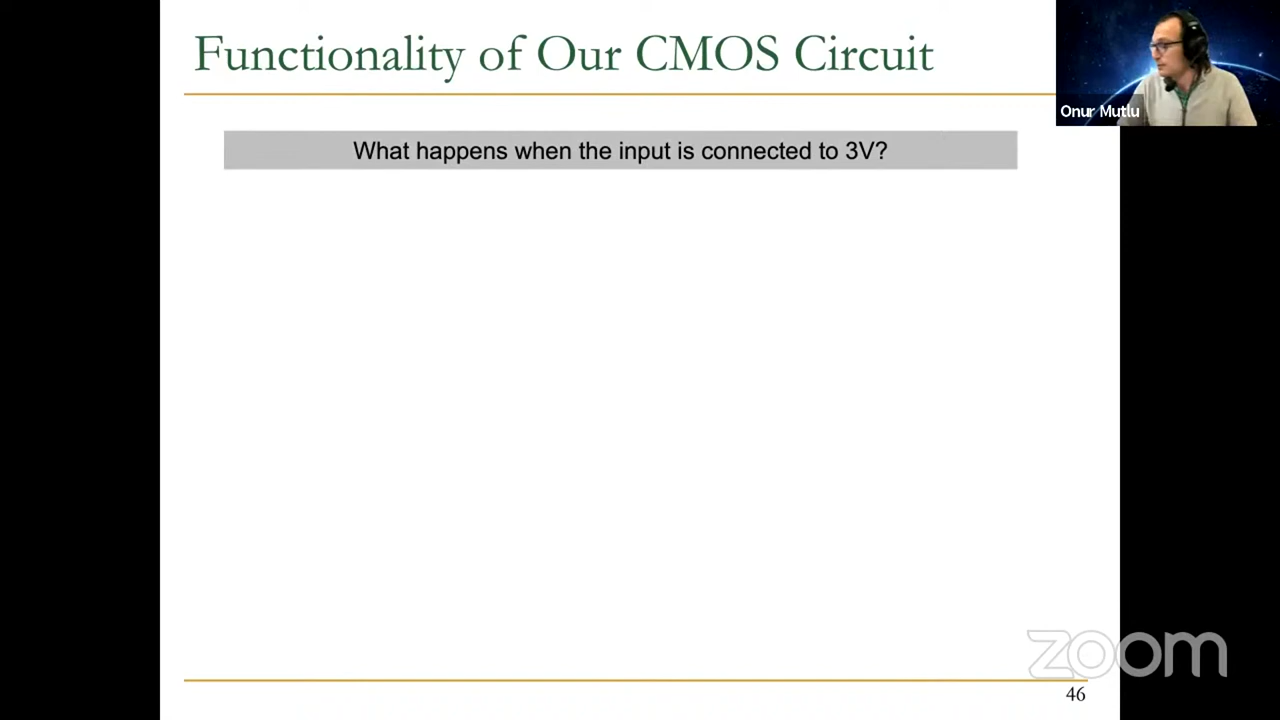 Functionality of Our CMOS Circuit
Onur Mutlu
What happens when the input is connected to 3V?
zoom
46